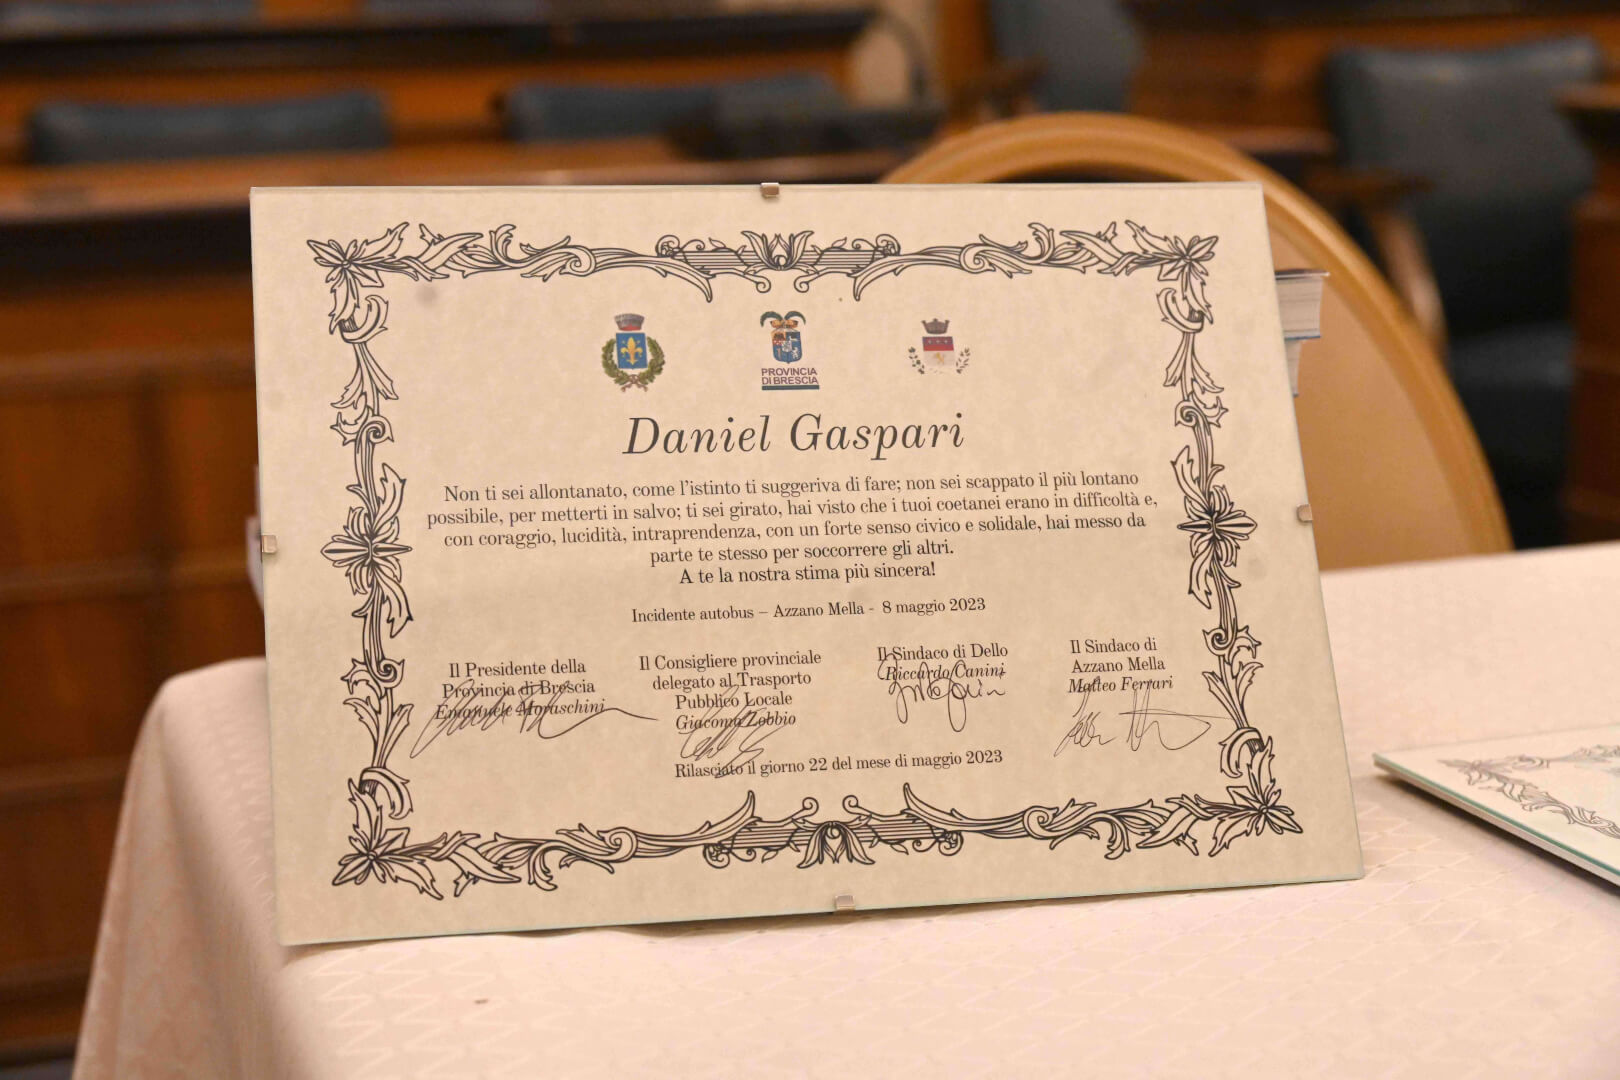 PROVINCIA
DI BRESCIA
Daniel Gaspari
Non ti sei allontanato, come l'istinto ti suggeriva di fare; non sei scappato il più lontano
possibile, per metterti in salvo; ti sei girato, hai visto che i tuoi coetanei erano in difficoltà e,
con coraggio, lucidità, intraprendenza, con un forte senso civico e solidale, hai messo da
parte te stesso per soccorrere gli altri.
A te la nostra stima più sincera!
Incidente autobus – Azzano Mella - 8 maggio 2023
Il Presidente della
Provincia di Brescia
Emanuele Moraschini
Il Consigliere provinciale
delegato al Trasporto
Pubblico Locale
Giacomo Zobbio
Il Sindaco di Dello
Riccardo Canini
Il Sindaco di
Azzano Mella
Matteo Ferrari
Rilasciato il giorno 22 del mese di maggio 2023